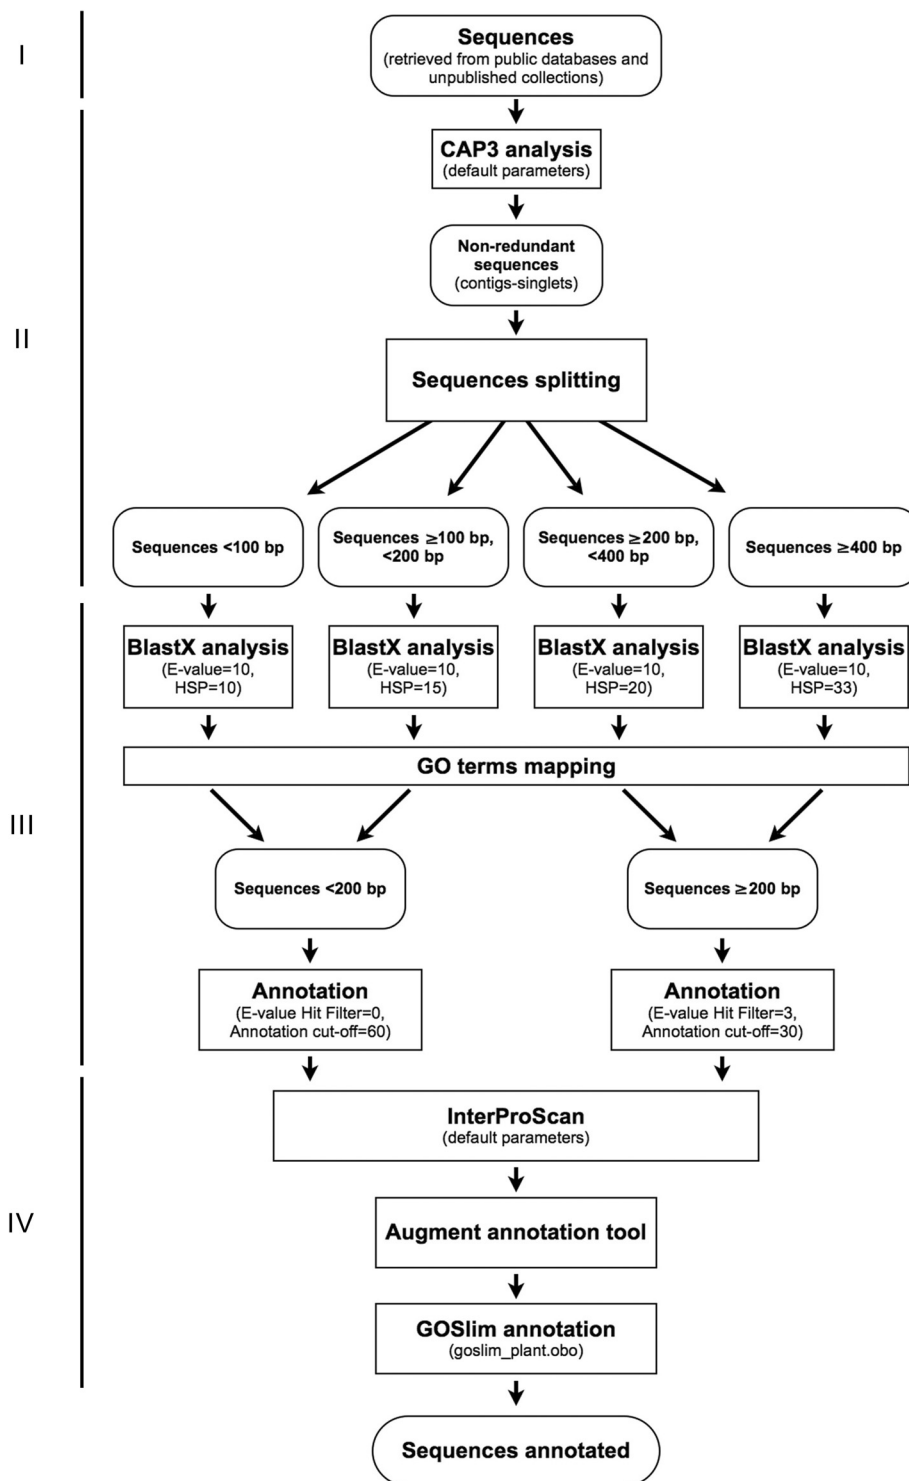 I
Sequences
(retrieved from public databases and
unpublished collections)
CAP3 analysis
(default parameters)
Non-redundant
sequences
(contigs-singlets)
II
Sequences splitting
Sequences <100 bp
Sequences ≥100 bp,
<200 bp
Sequences ≥200 bp,
<400 bp
Sequences ≥400 bp
BlastX analysis
(E-value=10,
HSP=10)
BlastX analysis
(E-value=10,
HSP=15)
BlastX analysis
(E-value=10,
HSP=20)
BlastX analysis
(E-value=10,
HSP=33)
GO terms mapping
III
Sequences <200 bp
Sequences ≥200 bp
Annotation
(E-value Hit Filter=0,
Annotation cut-off=60)
Annotation
(E-value Hit Filter=3,
Annotation cut-off=30)
InterProScan
(default parameters)
IV
Augment annotation tool
GOSlim annotation
(goslim_plant.obo)
Sequences annotated